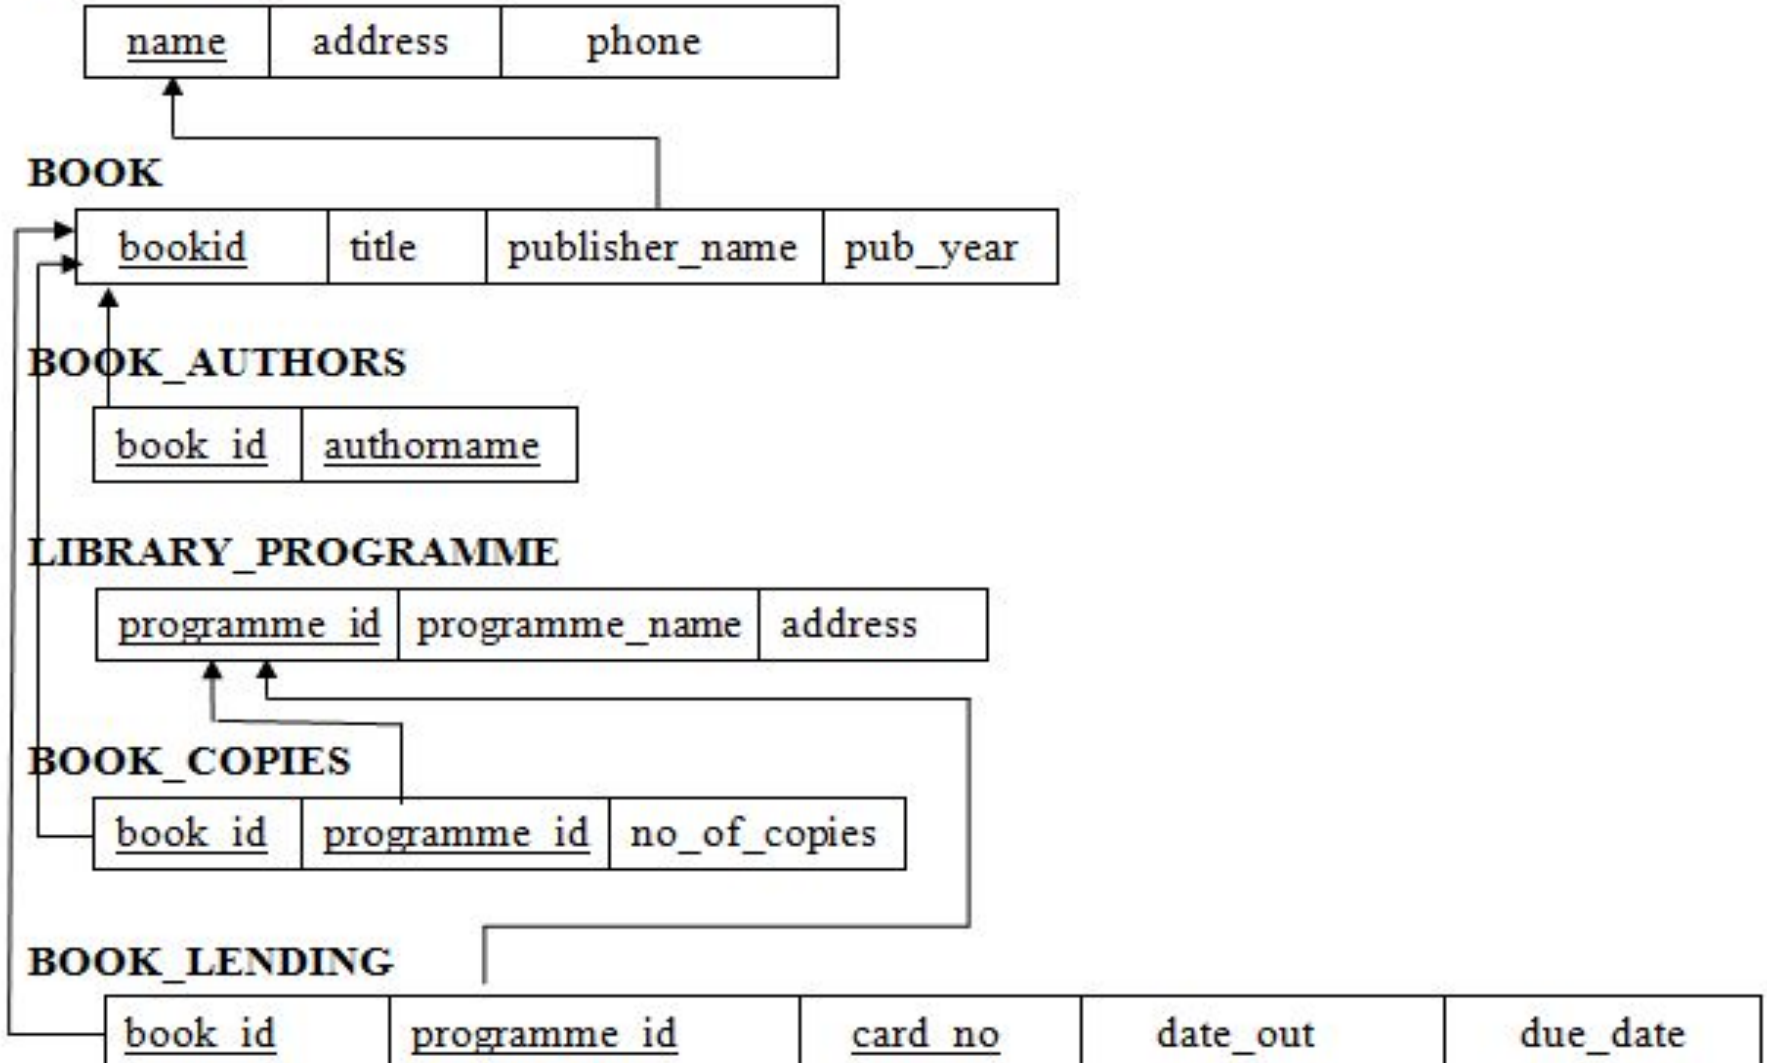 name address phone
BOOK
bookid title publisher_name pub_year
BOOK_AUTHORS
book_id authorname
LIBRARY_PROGRAMME
programme_id programme_name address
BOOK_COPIES
book_id programme_id no_of_copies
BOOK_LENDING
book_id programme_id card_no date_out due_date